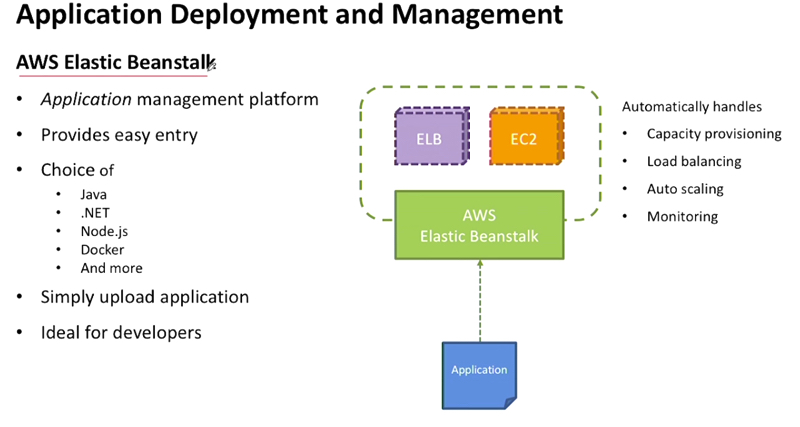 Application Deployment and Management
AWS Elastic Beanstalk
• Application management platform
• Provides easy entry
• Choice of
• Java
• .NET
• Node.js
• Docker
• And more
• Simply upload application
• Ideal for developers
ELB
EC2
AWS
Elastic Beanstalk
Application
Automatically handles
• Capacity provisioning
• Load balancing
• Auto scaling
• Monitoring